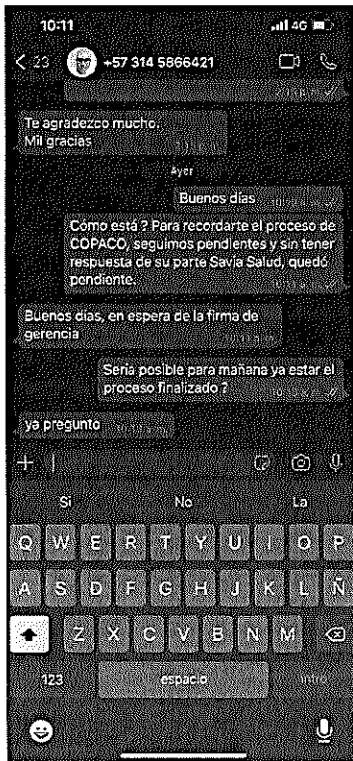 10:11
4G
23
+57 314 5866421
Te agradezco mucho.
Mil gracias
Ayer
Buenos días
Cómo está ? Para recordarte el proceso de
COPACO, seguimos pendientes y sin tener
respuesta de su parte Savia Salud, quedó
pendiente.
Buenos dias, en espera de la firma de
gerencia
Sería posible para mañana ya estar el
proceso finalizado ?
ya pregunto
Si No La
Q W E R T Y U I O P
A S D F G H J K L Ñ
Z X C V B N M
123 espacio intro